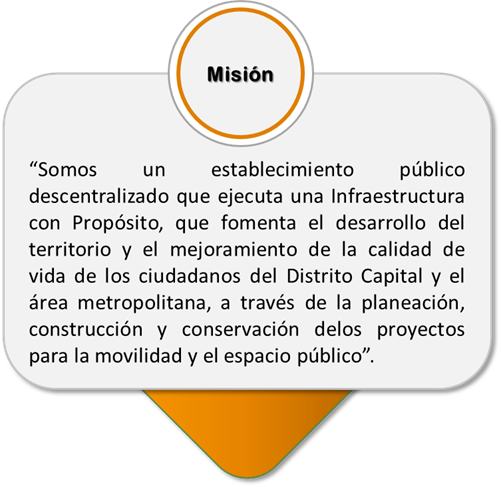 Misión
“Somos un establecimiento público
descentralizado que ejecuta una Infraestructura
con Propósito, que fomenta el desarrollo del
territorio y el mejoramiento de la calidad de
vida de los ciudadanos del Distrito Capital y el
área metropolitana, a través de la planeación,
construcción y conservación delos proyectos
para la movilidad y el espacio público”.